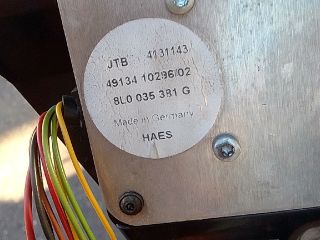 JTB 4131143
49134 10296/02
8L0 035 381 G
Made in Germany
HAES